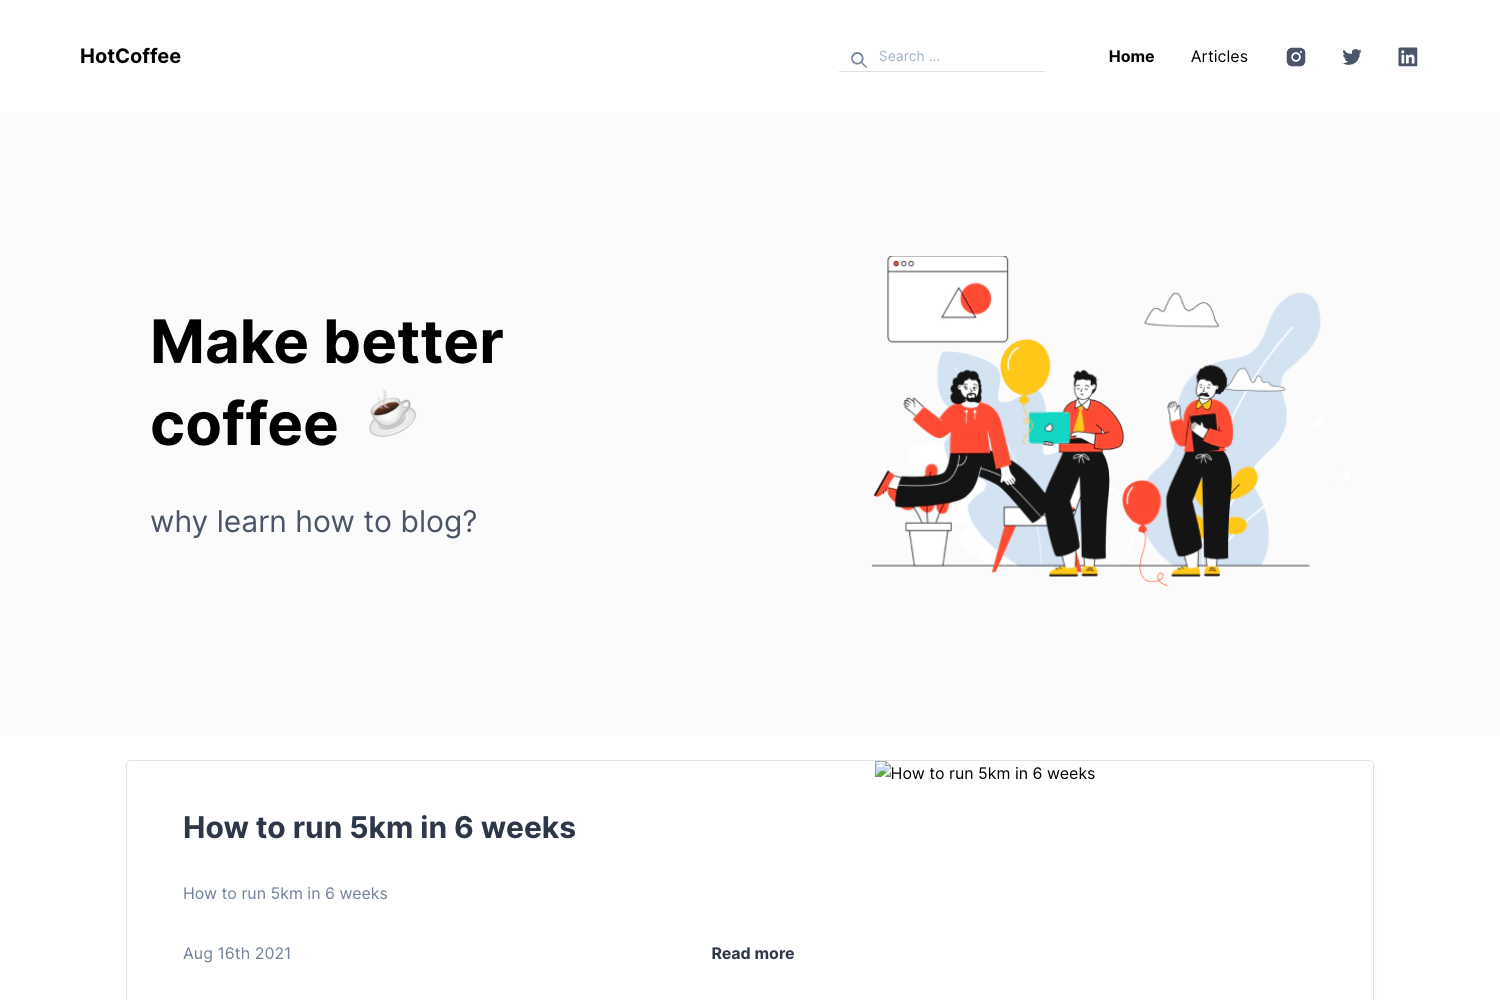 HotCoffee
Search ...
Home
Articles
Make better
coffee
why learn how to blog?
How to run 5km in 6 weeks
How to run 5km in 6 weeks
How to run 5km in 6 weeks
Aug 16th 2021
Read more